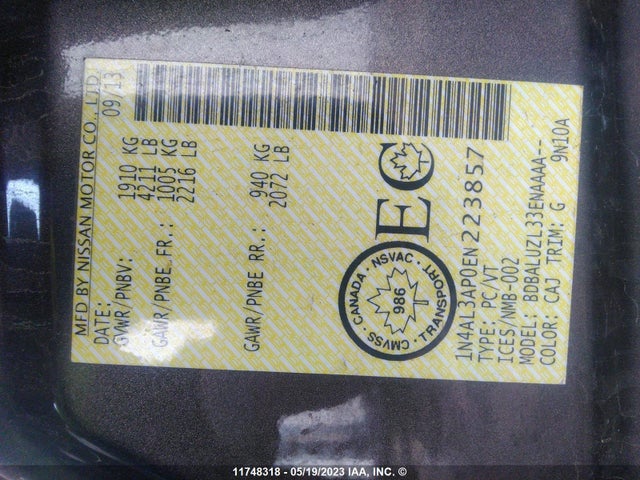 MFD BY NISSAN MOTOR CO., LTD.
DATE: 09/13
GVWR/PNBV: 1910 KG
4211 LB
GAWR/PNBE FR.: 1005 KG
2216 LB
GAWR/PNBE RR.: 940 KG
2072 LB
CANADA · NSVAC · TRANSPORT · CMVSS
986
EC
1N4AL3AP0EN223857
TYPE: PC/VT
ICES/NMB-002
MODEL: BDBALUZL33ENAAAA--
COLOR: CAJ TRIM: G 9N10A
11748318 - 05/19/2023 IAA, INC. ©